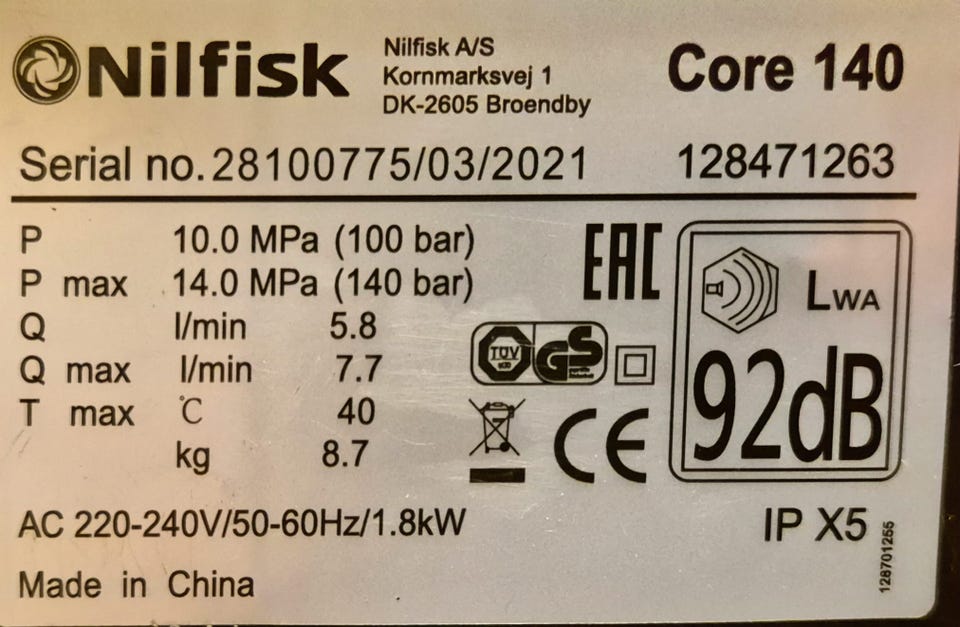 Nilfisk
Nilfisk A/S
Kornmarksvej 1
DK-2605 Broendby
Core 140
Serial no. 28100775/03/2021 128471263
P 10.0 MPa (100 bar)
P max 14.0 MPa (140 bar)
Q l/min 5.8
Q max l/min 7.7
T max ℃ 40
kg 8.7
EAC
TÜV
GS
CE
LWA
92dB
AC 220-240V/50-60Hz/1.8kW
IP X5
128701255
Made in China